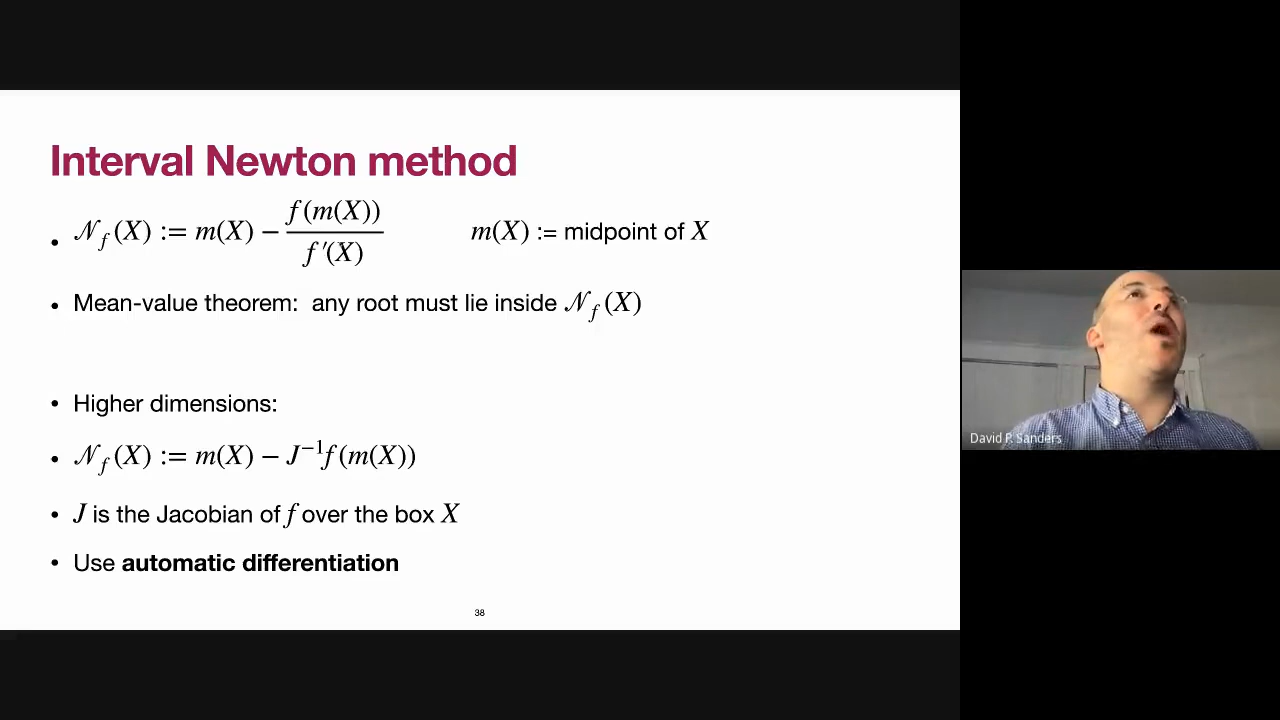 Interval Newton method
• 𝒩_f(X) := m(X) − f(m(X)) / f′(X)    m(X) := midpoint of X
• Mean-value theorem: any root must lie inside 𝒩_f(X)
• Higher dimensions:
• 𝒩_f(X) := m(X) − J⁻¹f(m(X))
• J is the Jacobian of f over the box X
• Use automatic differentiation
38
David P. Sanders